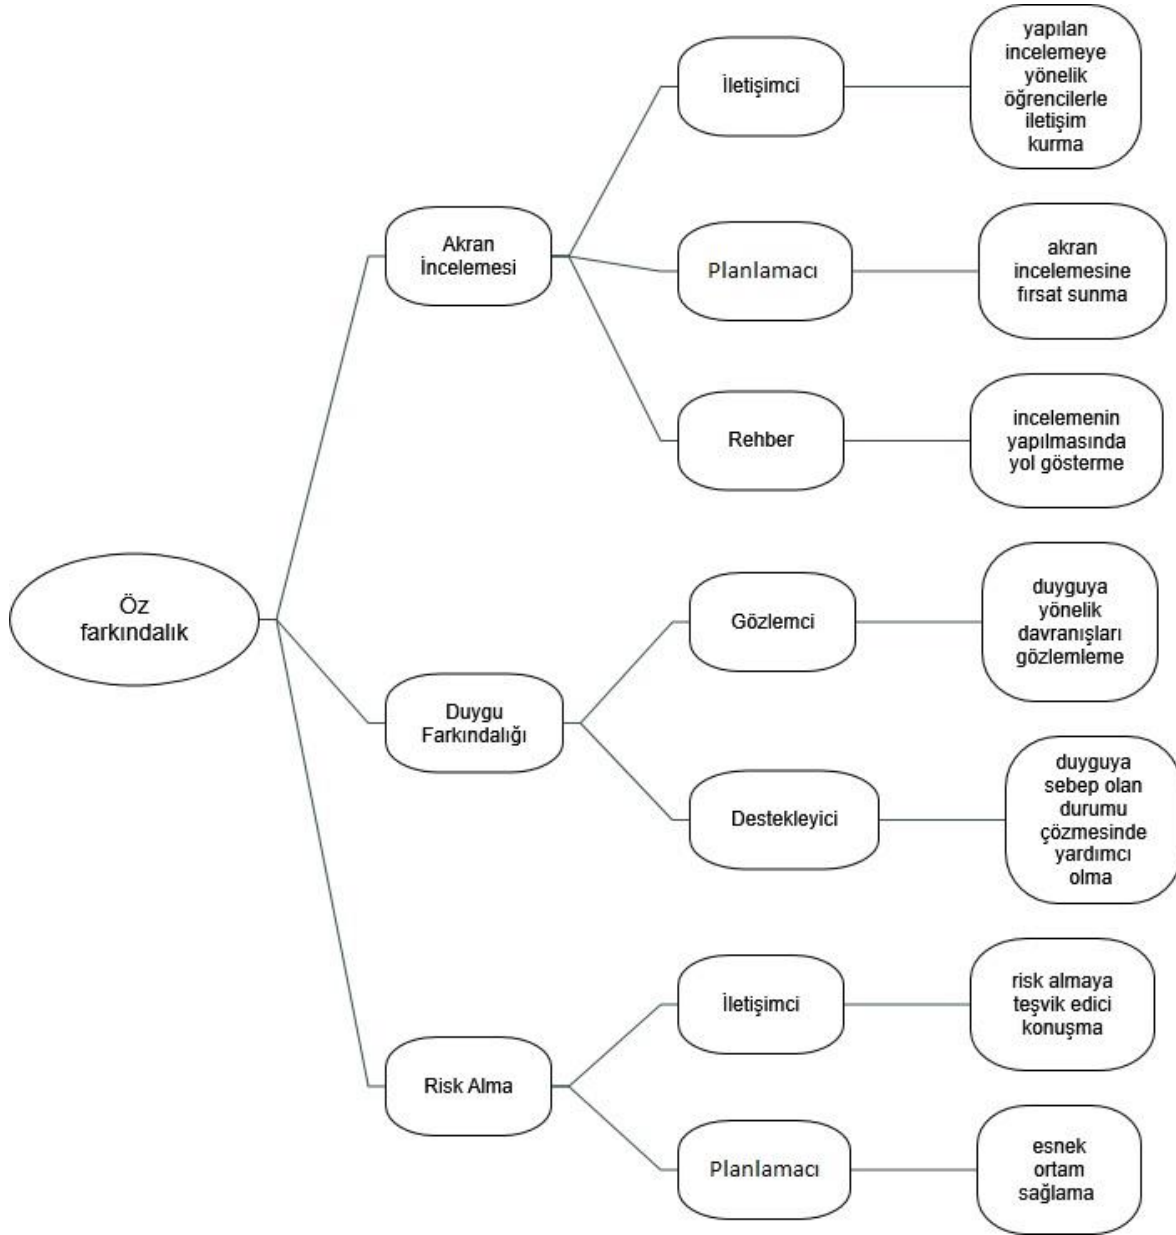 Öz
farkındalık
Akran
İncelemesi
İletişimci
yapılan
incelemeye
yönelik
öğrencilerle
iletişim
kurma
Planlamacı
akran
incelemesine
fırsat sunma
Rehber
incelemenin
yapılmasında
yol gösterme
Duygu
Farkındalığı
Gözlemci
duyguya
yönelik
davranışları
gözlemleme
Destekleyici
duyguya
sebep olan
durumu
çözmesinde
yardımcı
olma
Risk Alma
İletişimci
risk almaya
teşvik edici
konuşma
Planlamacı
esnek
ortam
sağlama